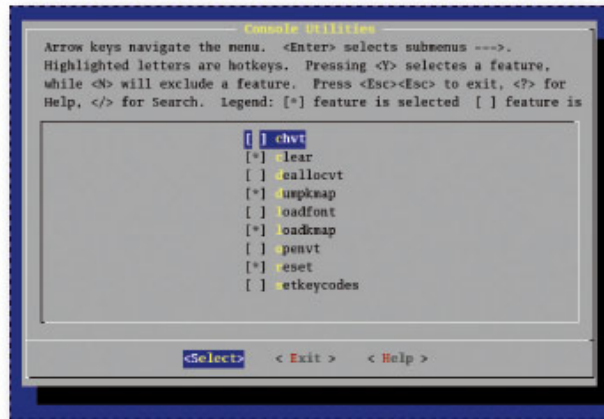 Console Utilities
Arrow keys navigate the menu. <Enter> selects submenus --->.
Highlighted letters are hotkeys. Pressing <Y> selectes a feature,
while <N> will exclude a feature. Press <Esc><Esc> to exit, <?> for
Help, </> for Search. Legend: [*] feature is selected [ ] feature is
[ ] chvt
[*] clear
[ ] deallocvt
[*] dumpkmap
[ ] loadfont
[*] loadkmap
[ ] openvt
[*] reset
[ ] setkeycodes
<Select> < Exit > < Help >